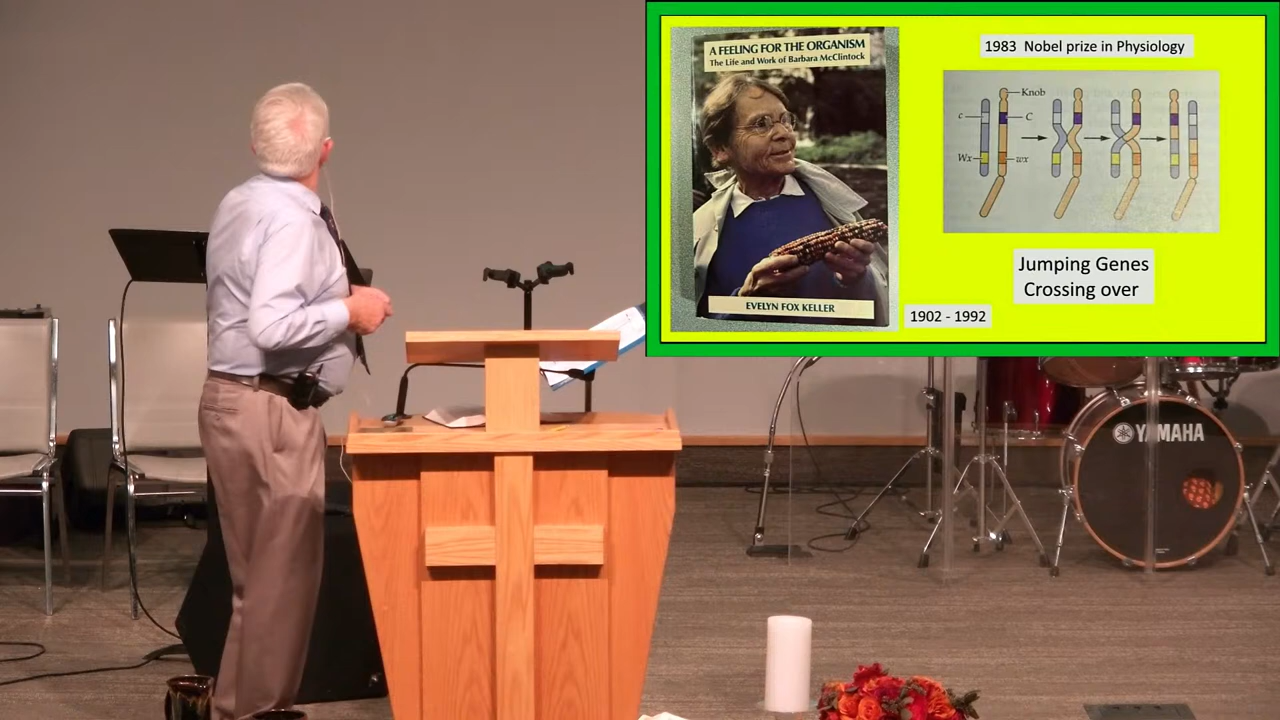 A FEELING FOR THE ORGANISM
The Life and Work of Barbara McClintock
EVELYN FOX KELLER
1902 - 1992
1983 Nobel prize in Physiology
Knob
c
C
Wx
wx
Jumping Genes
Crossing over
YAMAHA